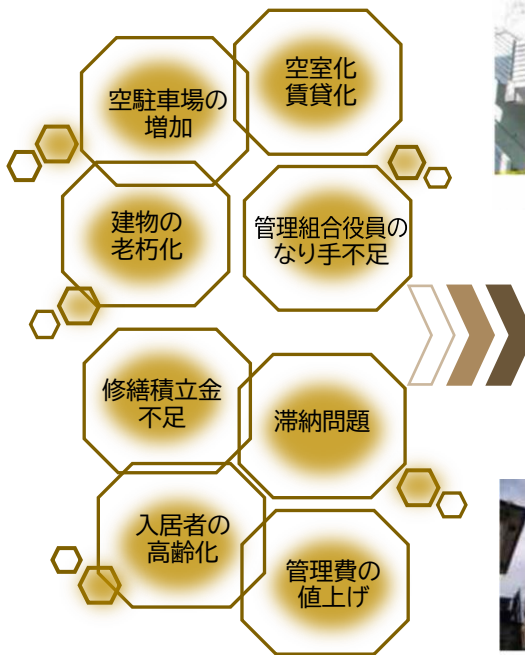 空室化
賃貸化
空駐車場の
増加
建物の
老朽化
管理組合役員の
なり手不足
修繕積立金
不足
滞納問題
入居者の
高齢化
管理費の
値上げ